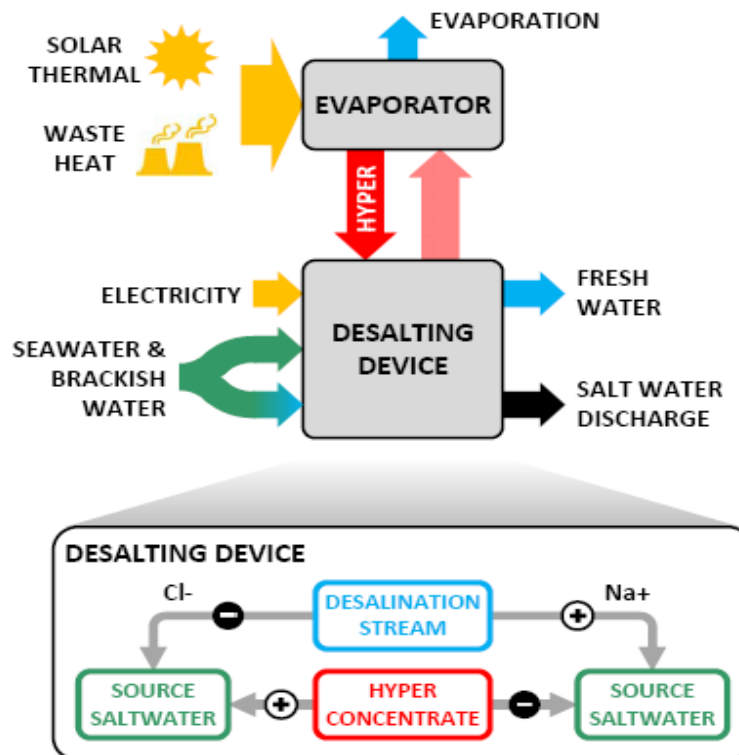 EVAPORATION
SOLAR
THERMAL
EVAPORATOR
WASTE
HEAT
HYPER
ELECTRICITY
FRESH
WATER
SEAWATER &
BRACKISH
WATER
DESALTING
DEVICE
SALT WATER
DISCHARGE
DESALTING DEVICE
Cl-
−
DESALINATION
STREAM
+
Na+
SOURCE
SALTWATER
+
HYPER
CONCENTRATE
−
SOURCE
SALTWATER